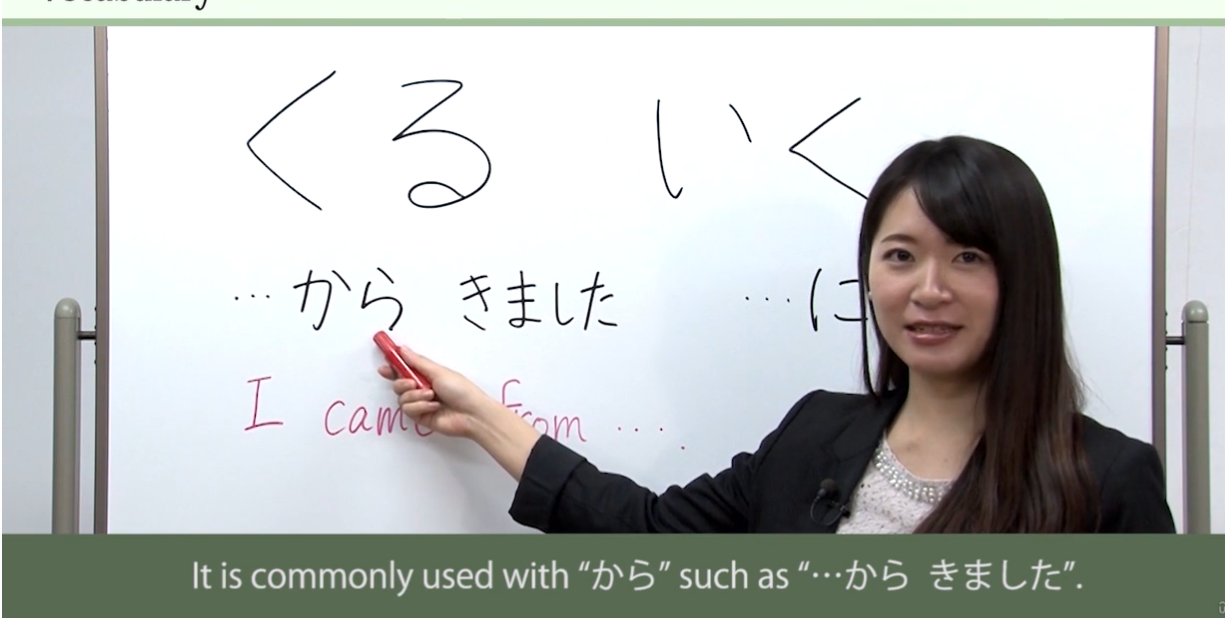 くる いく
…から きました …に
I came from ….
It is commonly used with “から” such as “…から きました”.